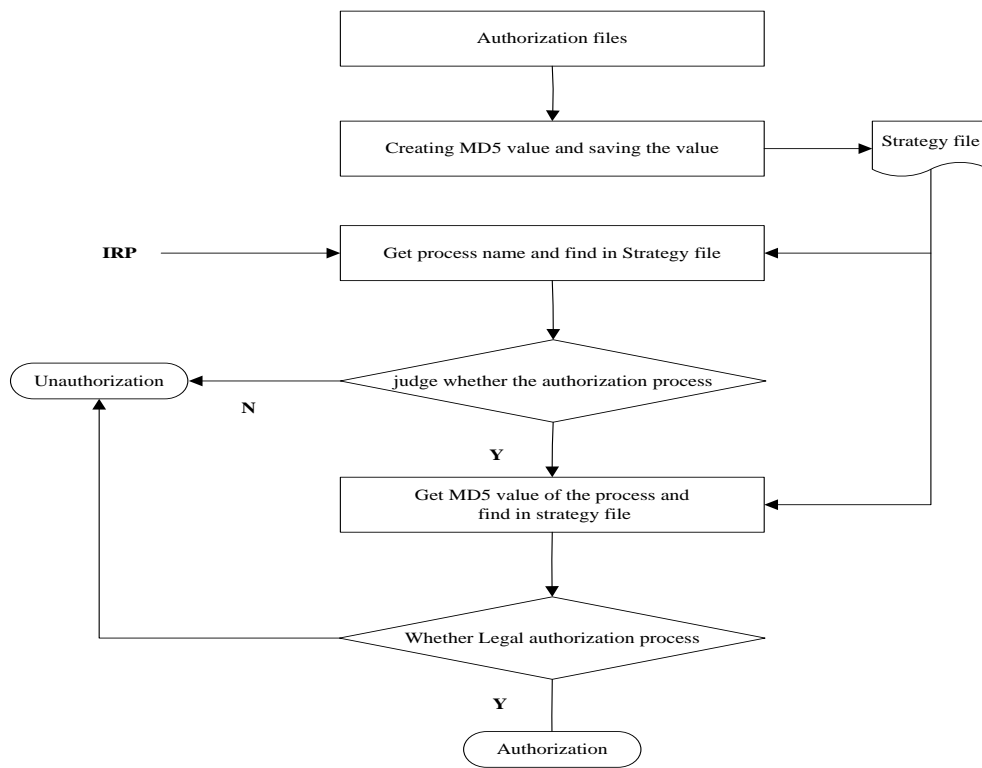 Authorization files
Creating MD5 value and saving the value
Strategy file
IRP
Get process name and find in Strategy file
Unauthorization
judge whether the authorization process
N
Y
Get MD5 value of the process and
find in strategy file
Whether Legal authorization process
Y
Authorization